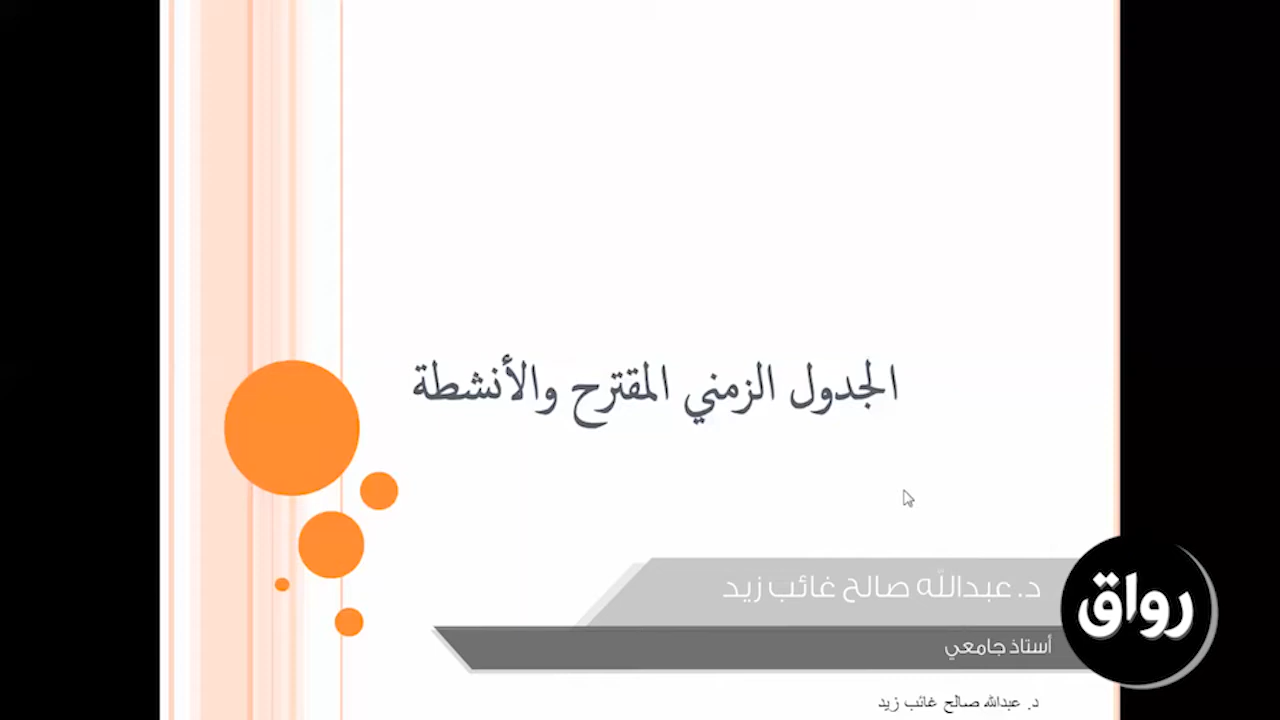 الجدول الزمني المقترح والأنشطة
د. عبدالله صالح غائب زيد
رواق
أستاذ جامعي
د. عبدالله صالح غائب زيد